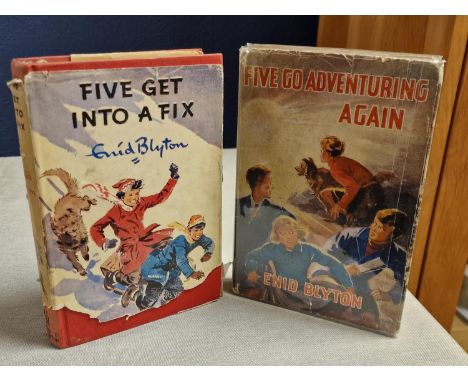 FIVE GET
INTO A FIX
Enid Blyton
FIVE GO ADVENTURING
AGAIN
ENID BLYTON